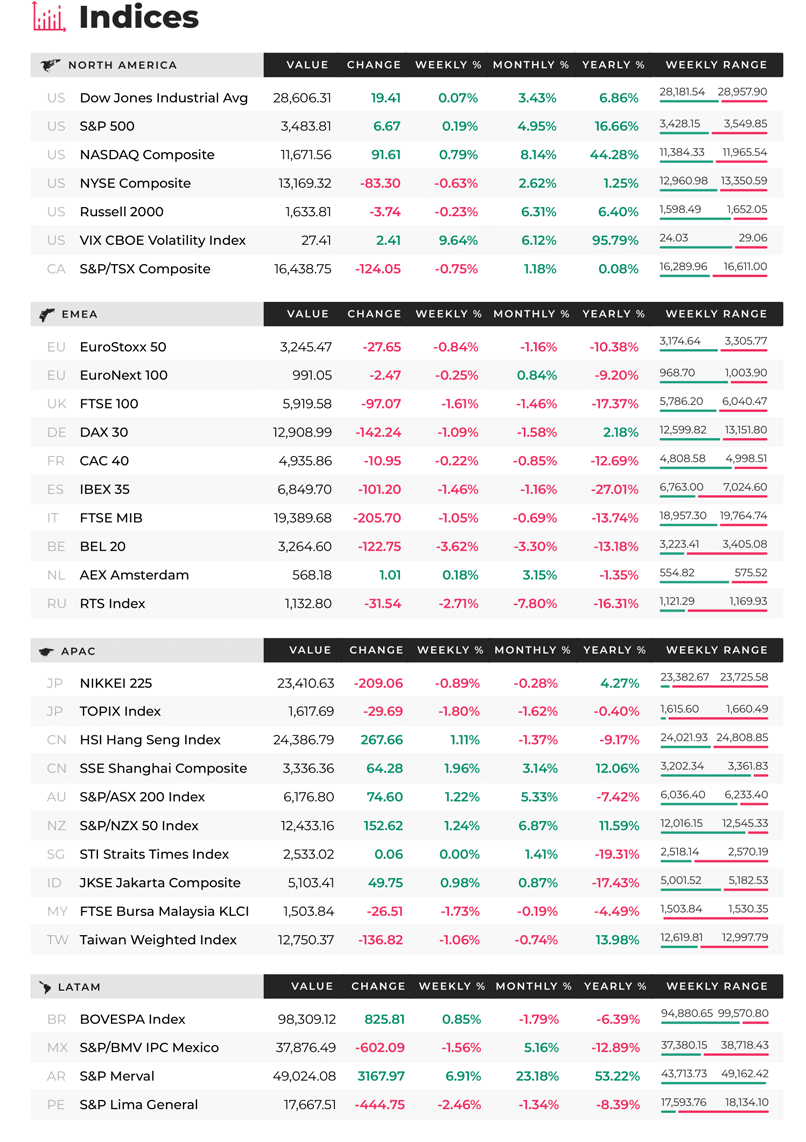 Indices
NORTH AMERICA VALUE CHANGE WEEKLY % MONTHLY % YEARLY % WEEKLY RANGE
US Dow Jones Industrial Avg 28,606.31 19.41 0.07% 3.43% 6.86% 28,181.54 28,957.90
US S&P 500 3,483.81 6.67 0.19% 4.95% 16.66% 3,428.15 3,549.85
US NASDAQ Composite 11,671.56 91.61 0.79% 8.14% 44.28% 11,384.33 11,965.54
US NYSE Composite 13,169.32 -83.30 -0.63% 2.62% 1.25% 12,960.98 13,350.59
US Russell 2000 1,633.81 -3.74 -0.23% 6.31% 6.40% 1,598.49 1,652.05
US VIX CBOE Volatility Index 27.41 2.41 9.64% 6.12% 95.79% 24.03 29.06
CA S&P/TSX Composite 16,438.75 -124.05 -0.75% 1.18% 0.08% 16,289.96 16,611.00
EMEA VALUE CHANGE WEEKLY % MONTHLY % YEARLY % WEEKLY RANGE
EU EuroStoxx 50 3,245.47 -27.65 -0.84% -1.16% -10.38% 3,174.64 3,305.77
EU EuroNext 100 991.05 -2.47 -0.25% 0.84% -9.20% 968.70 1,003.90
UK FTSE 100 5,919.58 -97.07 -1.61% -1.46% -17.37% 5,786.20 6,040.47
DE DAX 30 12,908.99 -142.24 -1.09% -1.58% 2.18% 12,599.82 13,151.80
FR CAC 40 4,935.86 -10.95 -0.22% -0.85% -12.69% 4,808.58 4,998.51
ES IBEX 35 6,849.70 -101.20 -1.46% -1.16% -27.01% 6,763.00 7,024.60
IT FTSE MIB 19,389.68 -205.70 -1.05% -0.69% -13.74% 18,957.30 19,764.74
BE BEL 20 3,264.60 -122.75 -3.62% -3.30% -13.18% 3,223.41 3,405.08
NL AEX Amsterdam 568.18 1.01 0.18% 3.15% -1.35% 554.82 575.52
RU RTS Index 1,132.80 -31.54 -2.71% -7.80% -16.31% 1,121.29 1,169.93
APAC VALUE CHANGE WEEKLY % MONTHLY % YEARLY % WEEKLY RANGE
JP NIKKEI 225 23,410.63 -209.06 -0.89% -0.28% 4.27% 23,382.67 23,725.58
JP TOPIX Index 1,617.69 -29.69 -1.80% -1.62% -0.40% 1,615.60 1,660.49
CN HSI Hang Seng Index 24,386.79 267.66 1.11% -1.37% -9.17% 24,021.93 24,808.85
CN SSE Shanghai Composite 3,336.36 64.28 1.96% 3.14% 12.06% 3,202.34 3,361.83
AU S&P/ASX 200 Index 6,176.80 74.60 1.22% 5.33% -7.42% 6,036.40 6,233.40
NZ S&P/NZX 50 Index 12,433.16 152.62 1.24% 6.87% 11.59% 12,016.15 12,545.33
SG STI Straits Times Index 2,533.02 0.06 0.00% 1.41% -19.31% 2,518.14 2,570.19
ID JKSE Jakarta Composite 5,103.41 49.75 0.98% 0.87% -17.43% 5,001.52 5,182.53
MY FTSE Bursa Malaysia KLCI 1,503.84 -26.51 -1.73% -0.19% -4.49% 1,503.84 1,530.35
TW Taiwan Weighted Index 12,750.37 -136.82 -1.06% -0.74% 13.98% 12,619.81 12,997.79
LATAM VALUE CHANGE WEEKLY % MONTHLY % YEARLY % WEEKLY RANGE
BR BOVESPA Index 98,309.12 825.81 0.85% -1.79% -6.39% 94,880.65 99,570.80
MX S&P/BMV IPC Mexico 37,876.49 -602.09 -1.56% 5.16% -12.89% 37,380.15 38,718.43
AR S&P Merval 49,024.08 3167.97 6.91% 23.18% 53.22% 43,713.73 49,162.42
PE S&P Lima General 17,667.51 -444.75 -2.46% -1.34% -8.39% 17,593.76 18,134.10